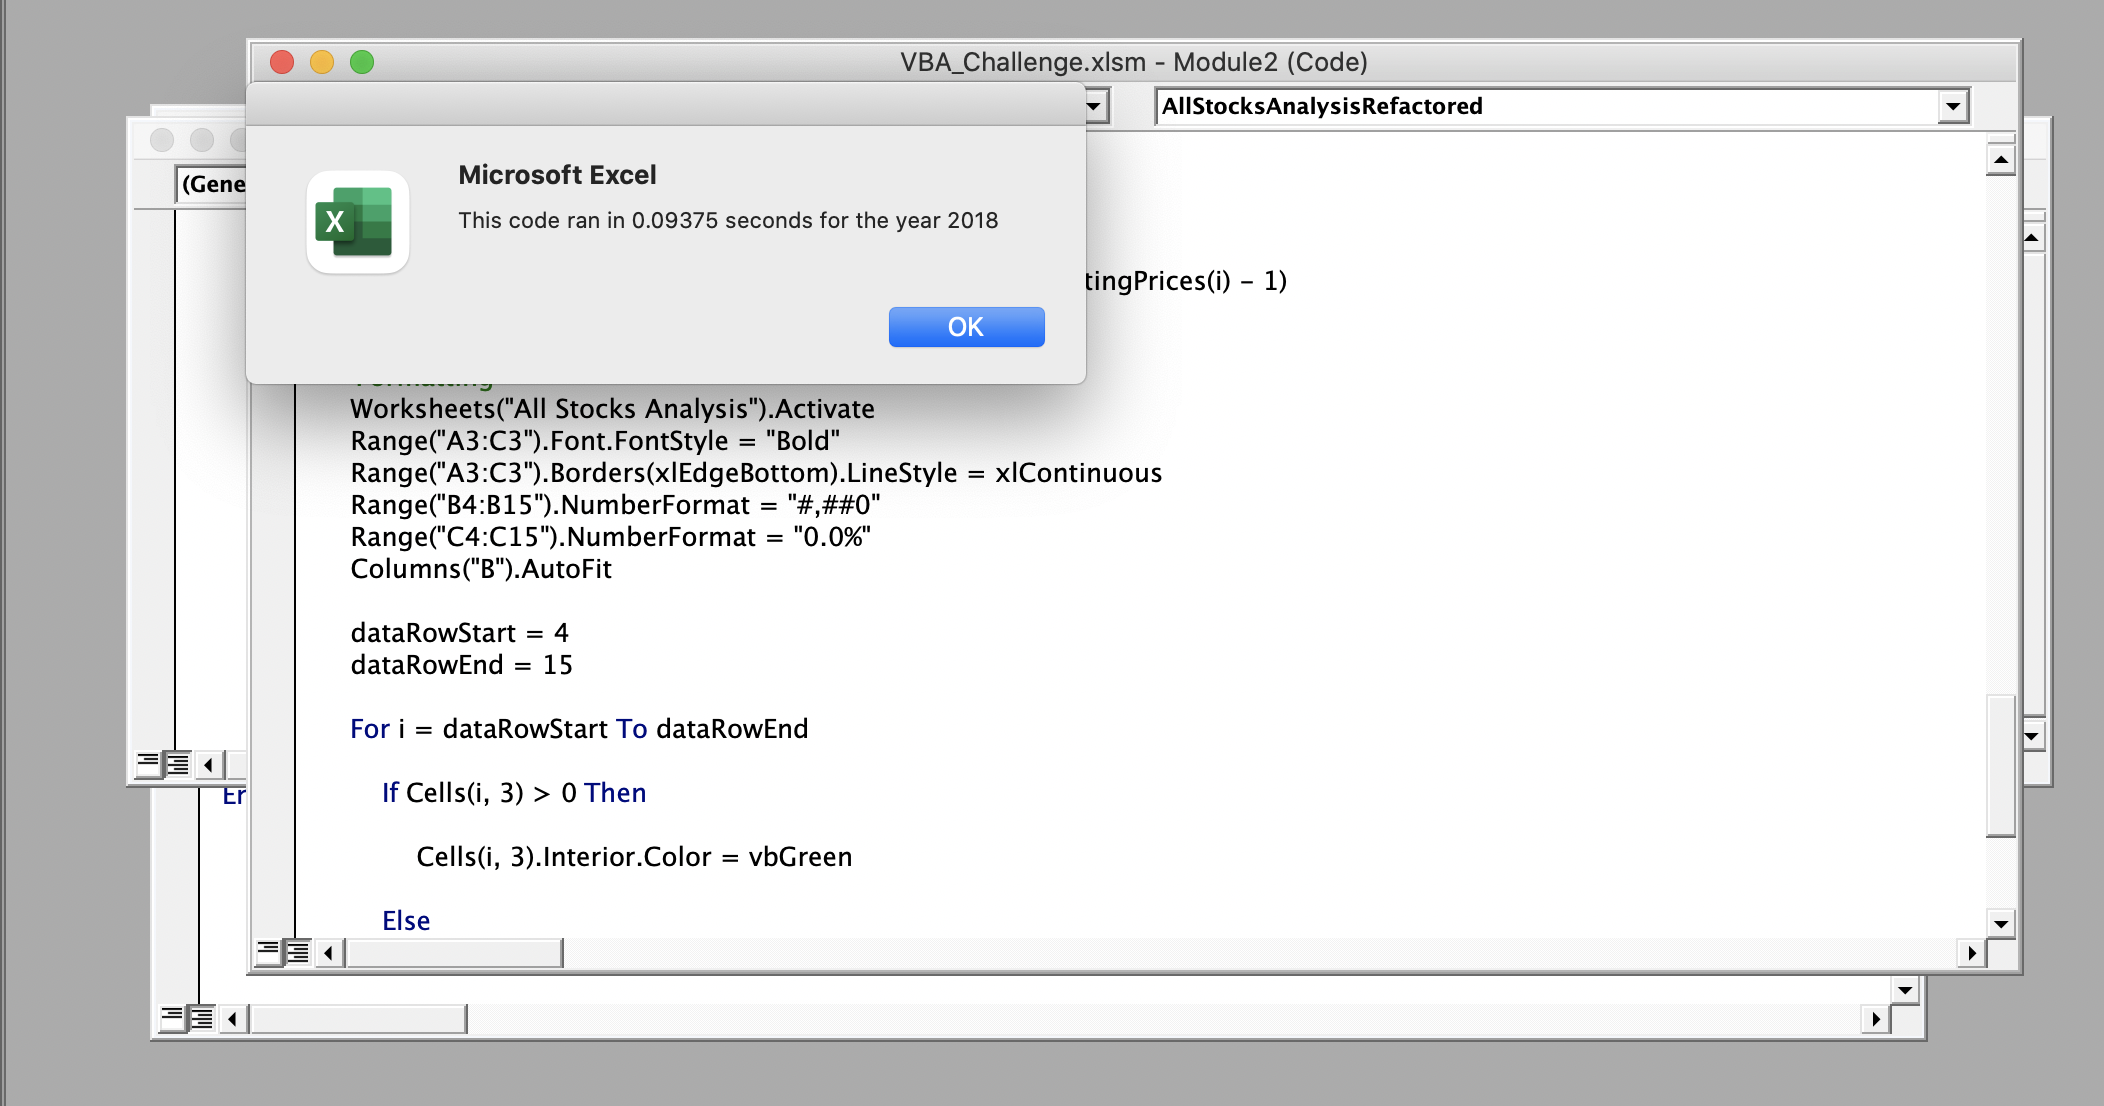 VBA_Challenge.xlsm - Module2 (Code)
AllStocksAnalysisRefactored
(Gene
Microsoft Excel
X
This code ran in 0.09375 seconds for the year 2018
OK
tingPrices(i) - 1)
Worksheets("All Stocks Analysis").Activate
Range("A3:C3").Font.FontStyle = "Bold"
Range("A3:C3").Borders(xlEdgeBottom).LineStyle = xlContinuous
Range("B4:B15").NumberFormat = "#,##0"
Range("C4:C15").NumberFormat = "0.0%"
Columns("B").AutoFit
dataRowStart = 4
dataRowEnd = 15
For i = dataRowStart To dataRowEnd
If Cells(i, 3) > 0 Then
Er
Cells(i, 3).Interior.Color = vbGreen
Else